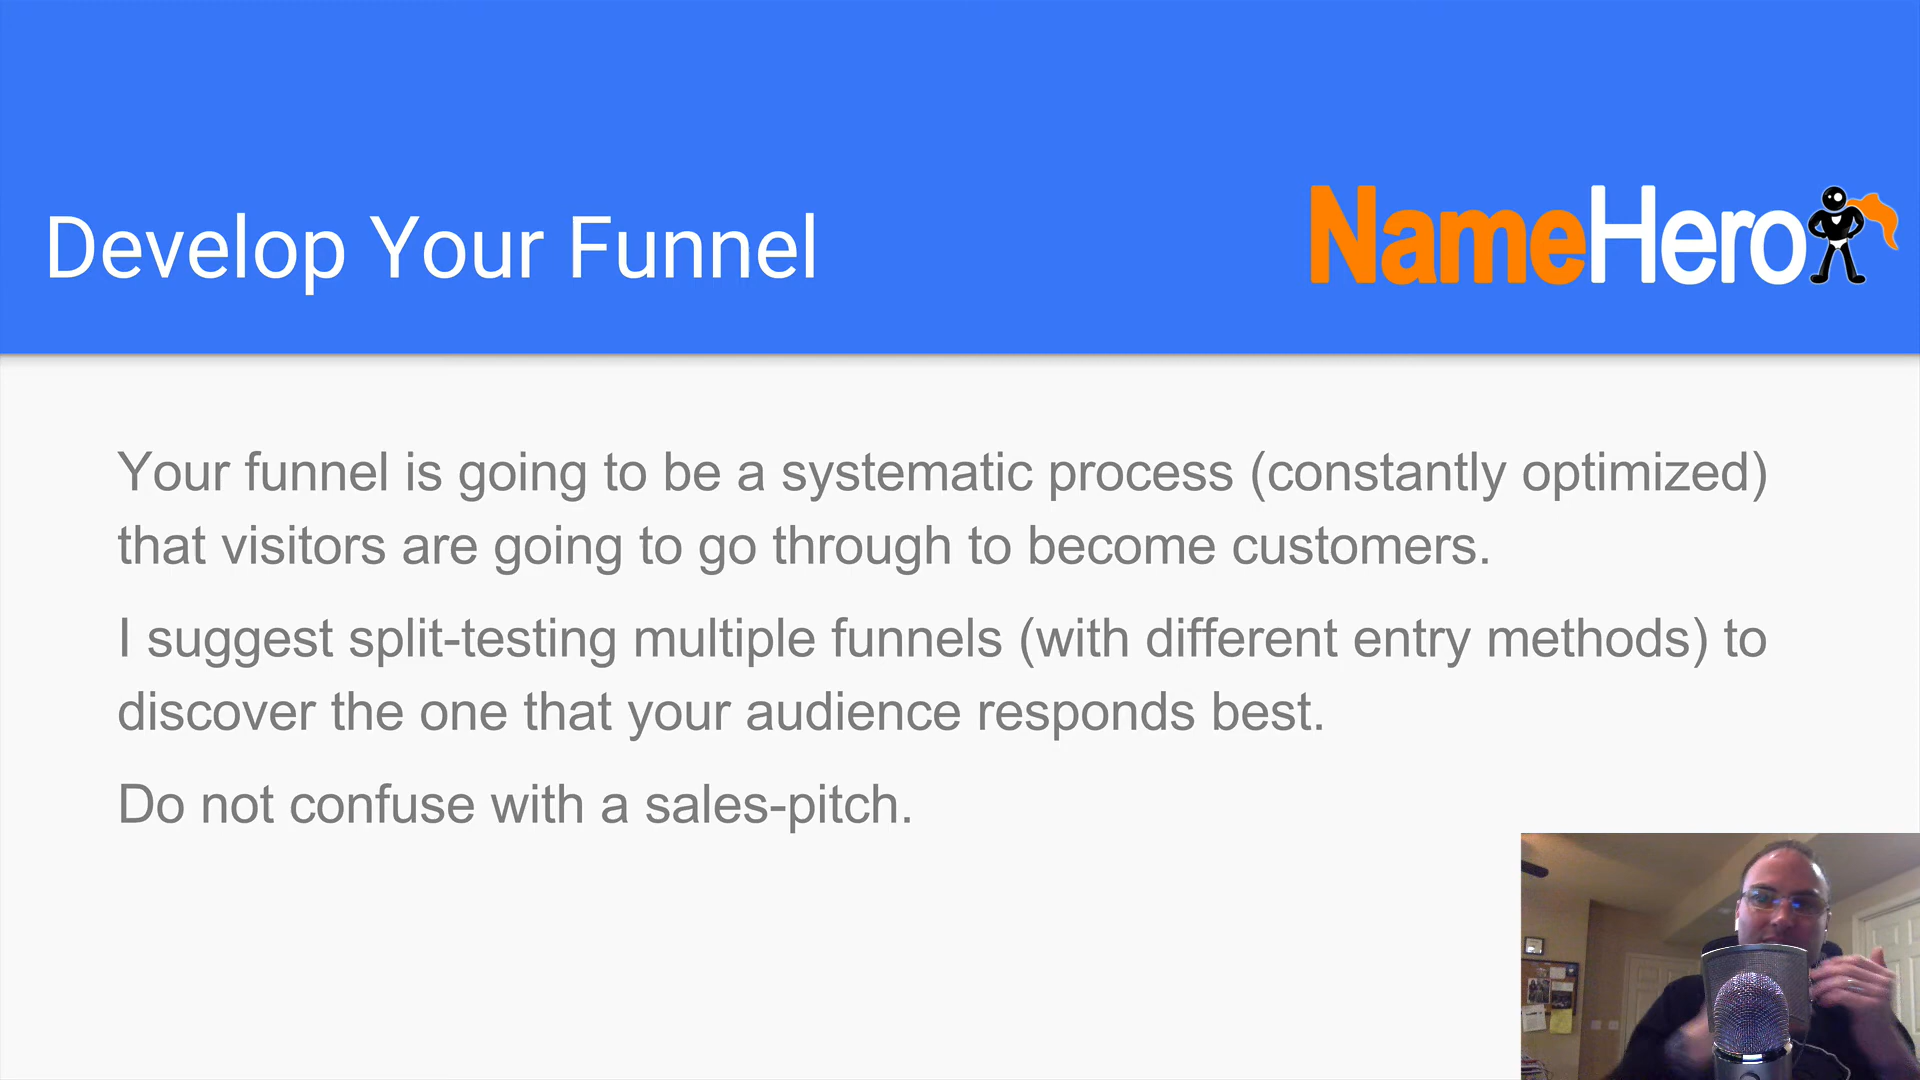 Develop Your Funnel
NameHero
Your funnel is going to be a systematic process (constantly optimized)
that visitors are going to go through to become customers.
I suggest split-testing multiple funnels (with different entry methods) to
discover the one that your audience responds best.
Do not confuse with a sales-pitch.